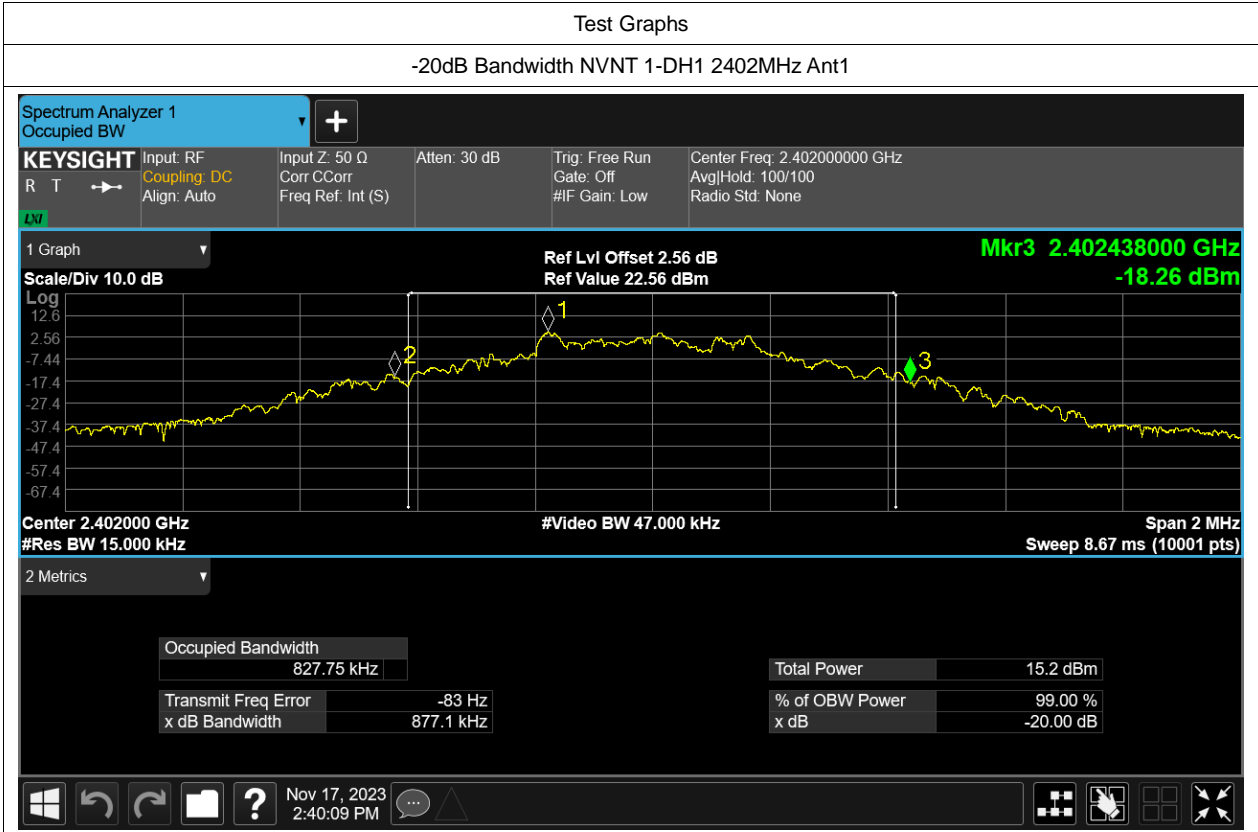 Test Graphs
-20dB Bandwidth NVNT 1-DH1 2402MHz Ant1
Spectrum Analyzer 1
Occupied BW
KEYSIGHT
R T
LXI
Input: RF
Coupling: DC
Align: Auto
Input Z: 50 Ω
Corr CCorr
Freq Ref: Int (S)
Atten: 30 dB
Trig: Free Run
Gate: Off
#IF Gain: Low
Center Freq: 2.402000000 GHz
Avg|Hold: 100/100
Radio Std: None
1 Graph
Scale/Div 10.0 dB
Ref Lvl Offset 2.56 dB
Ref Value 22.56 dBm
Mkr3 2.402438000 GHz
-18.26 dBm
Log
12.6
2.56
-7.44
-17.4
-27.4
-37.4
-47.4
-57.4
-67.4
1
2
3
Center 2.402000 GHz
#Res BW 15.000 kHz
#Video BW 47.000 kHz
Span 2 MHz
Sweep 8.67 ms (10001 pts)
2 Metrics
Occupied Bandwidth
827.75 kHz
Transmit Freq Error -83 Hz
x dB Bandwidth 877.1 kHz
Total Power 15.2 dBm
% of OBW Power 99.00 %
x dB -20.00 dB
?
Nov 17, 2023
2:40:09 PM